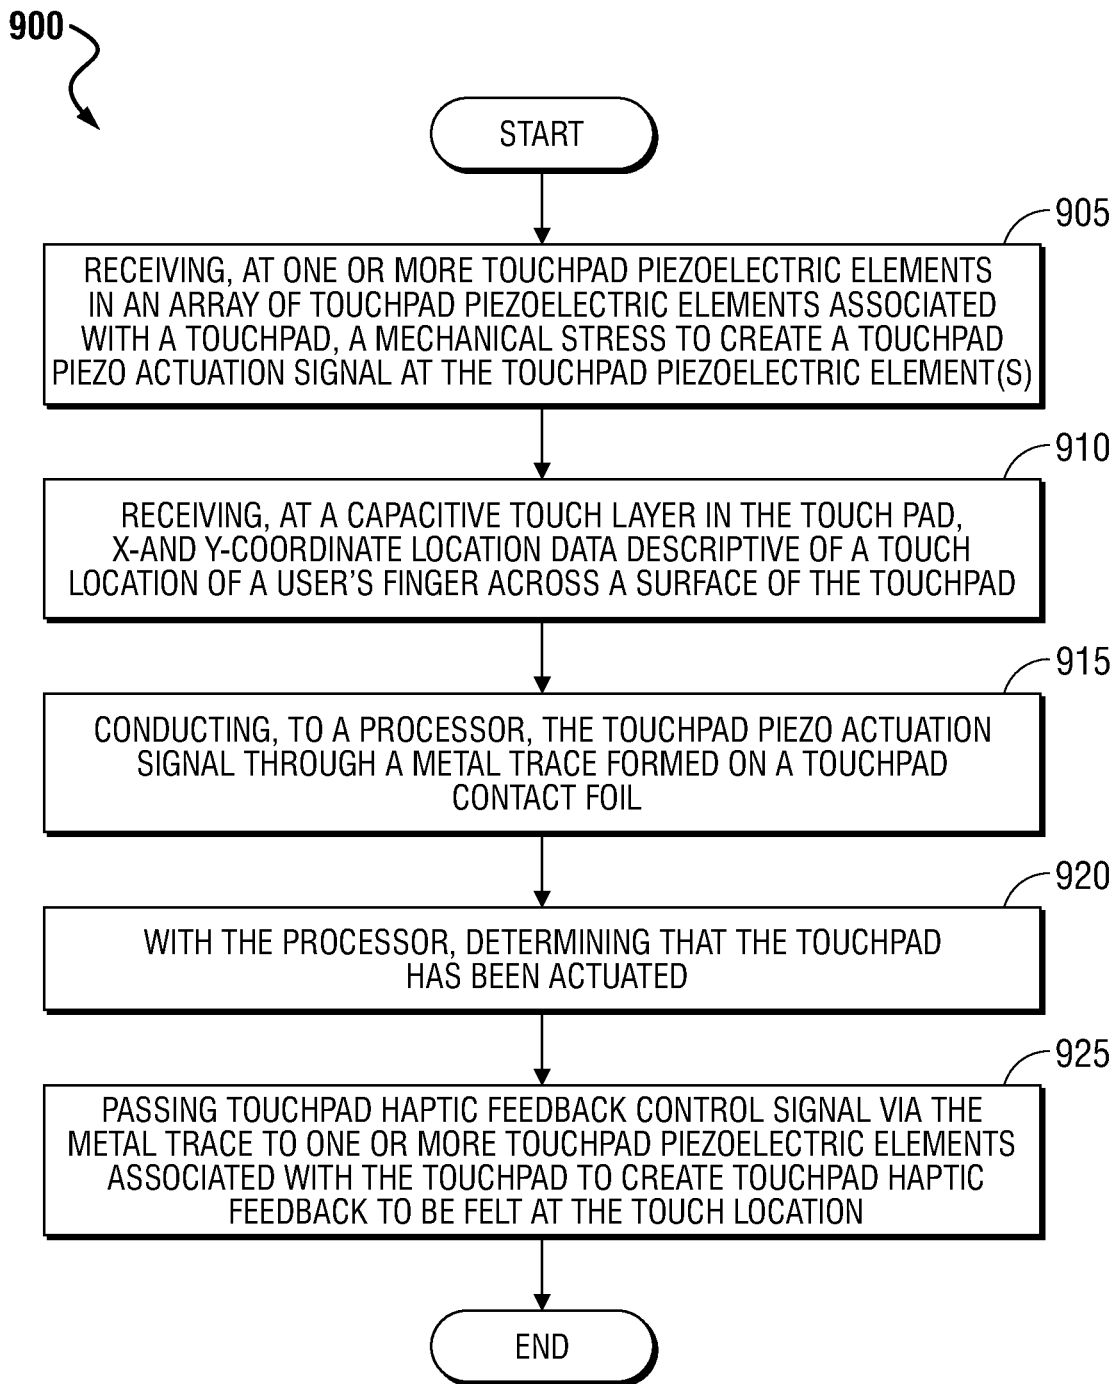 900
START
905
RECEIVING, AT ONE OR MORE TOUCHPAD PIEZOELECTRIC ELEMENTS
IN AN ARRAY OF TOUCHPAD PIEZOELECTRIC ELEMENTS ASSOCIATED
WITH A TOUCHPAD, A MECHANICAL STRESS TO CREATE A TOUCHPAD
PIEZO ACTUATION SIGNAL AT THE TOUCHPAD PIEZOELECTRIC ELEMENT(S)
910
RECEIVING, AT A CAPACITIVE TOUCH LAYER IN THE TOUCH PAD,
X-AND Y-COORDINATE LOCATION DATA DESCRIPTIVE OF A TOUCH
LOCATION OF A USER'S FINGER ACROSS A SURFACE OF THE TOUCHPAD
915
CONDUCTING, TO A PROCESSOR, THE TOUCHPAD PIEZO ACTUATION
SIGNAL THROUGH A METAL TRACE FORMED ON A TOUCHPAD
CONTACT FOIL
920
WITH THE PROCESSOR, DETERMINING THAT THE TOUCHPAD
HAS BEEN ACTUATED
925
PASSING TOUCHPAD HAPTIC FEEDBACK CONTROL SIGNAL VIA THE
METAL TRACE TO ONE OR MORE TOUCHPAD PIEZOELECTRIC ELEMENTS
ASSOCIATED WITH THE TOUCHPAD TO CREATE TOUCHPAD HAPTIC
FEEDBACK TO BE FELT AT THE TOUCH LOCATION
END